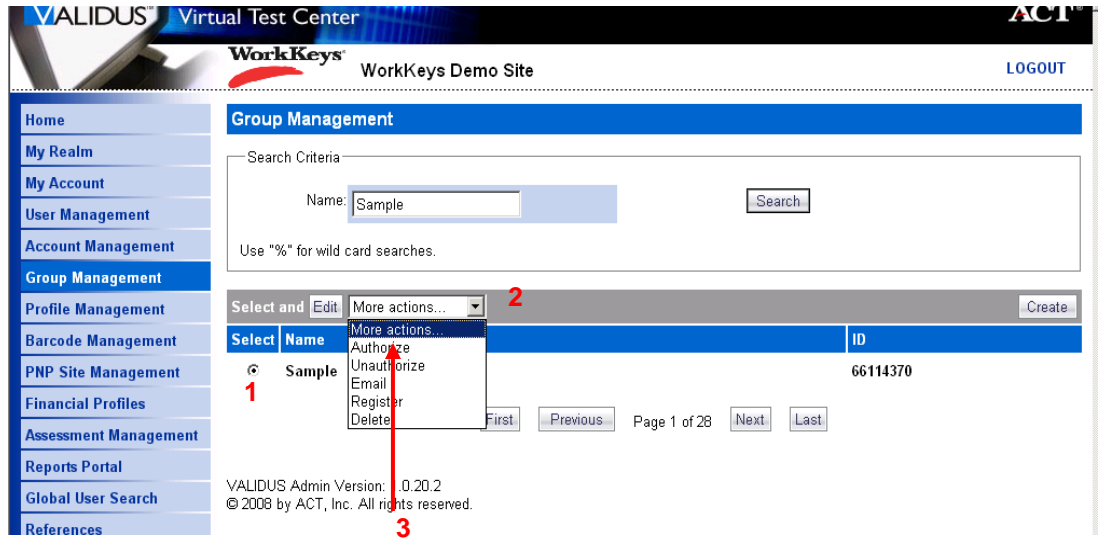 VALIDUS® Virtual Test Center
ACT®
WorkKeys®
WorkKeys Demo Site
LOGOUT
Home
My Realm
My Account
User Management
Account Management
Group Management
Profile Management
Barcode Management
PNP Site Management
Financial Profiles
Assessment Management
Reports Portal
Global User Search
References
Group Management
Search Criteria
Name: Sample
Search
Use "%" for wild card searches.
Select and Edit More actions... 2 Create
Select Name ID
More actions...
Authorize
Unauthorize
Email
Register
Delete
Sample 66114370
1
First Previous Page 1 of 28 Next Last
VALIDUS Admin Version: .0.20.2
© 2008 by ACT, Inc. All rights reserved.
3